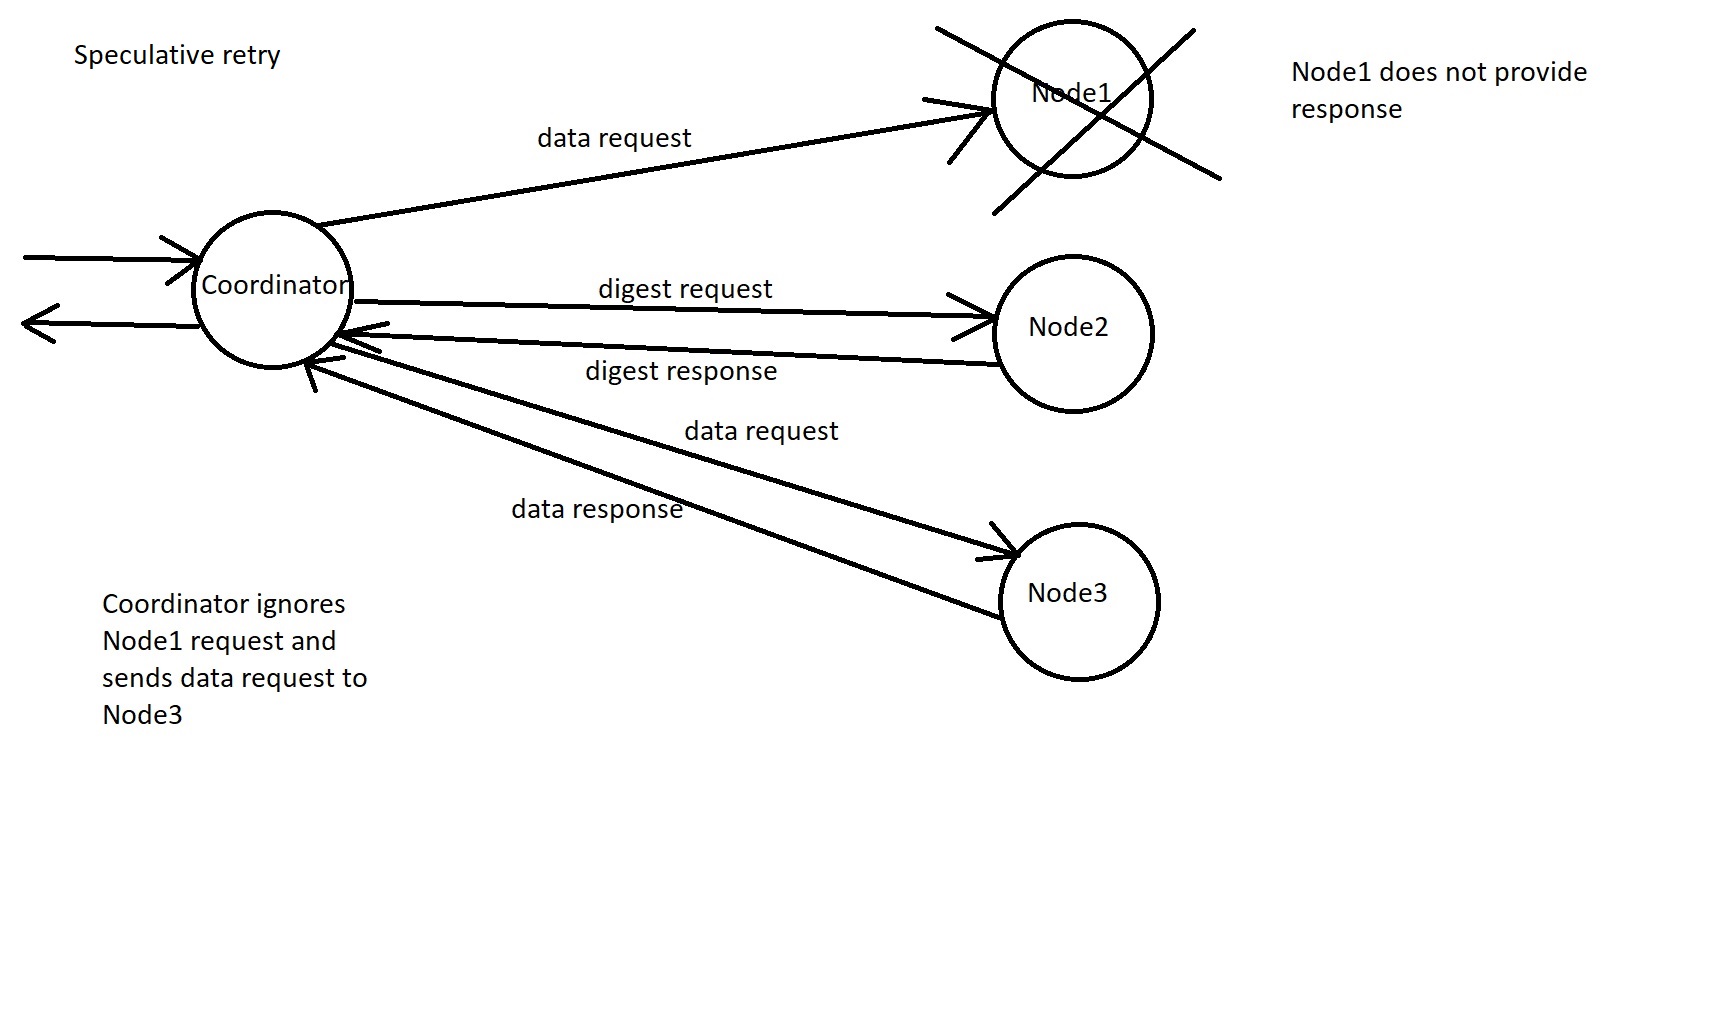 Speculative retry
Node1
Node1 does not provide
response
data request
Coordinator
digest request
Node2
digest response
data request
data response
Node3
Coordinator ignores
Node1 request and
sends data request to
Node3